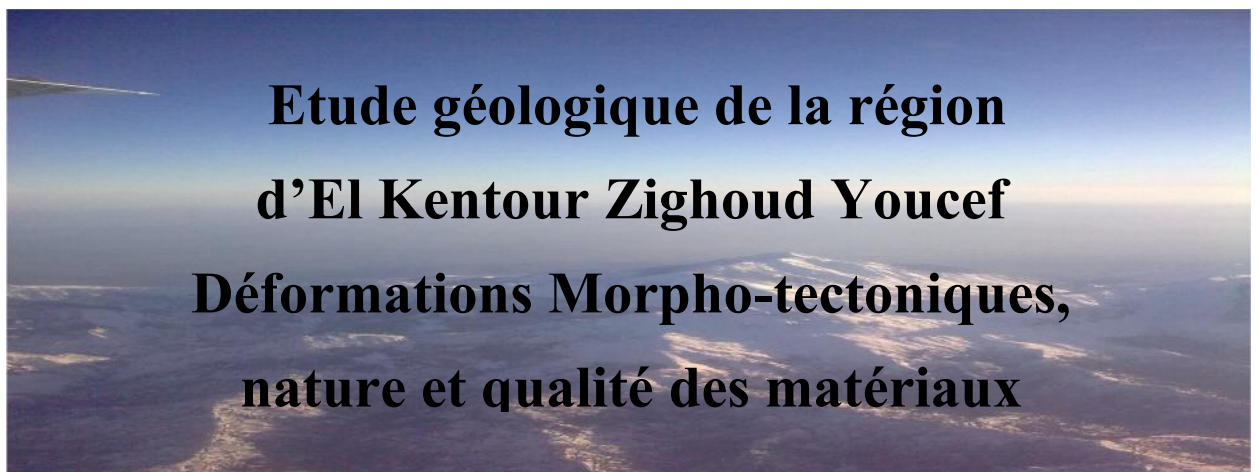 Etude géologique de la région
d’El Kentour Zighoud Youcef
Déformations Morpho-tectoniques,
nature et qualité des matériaux